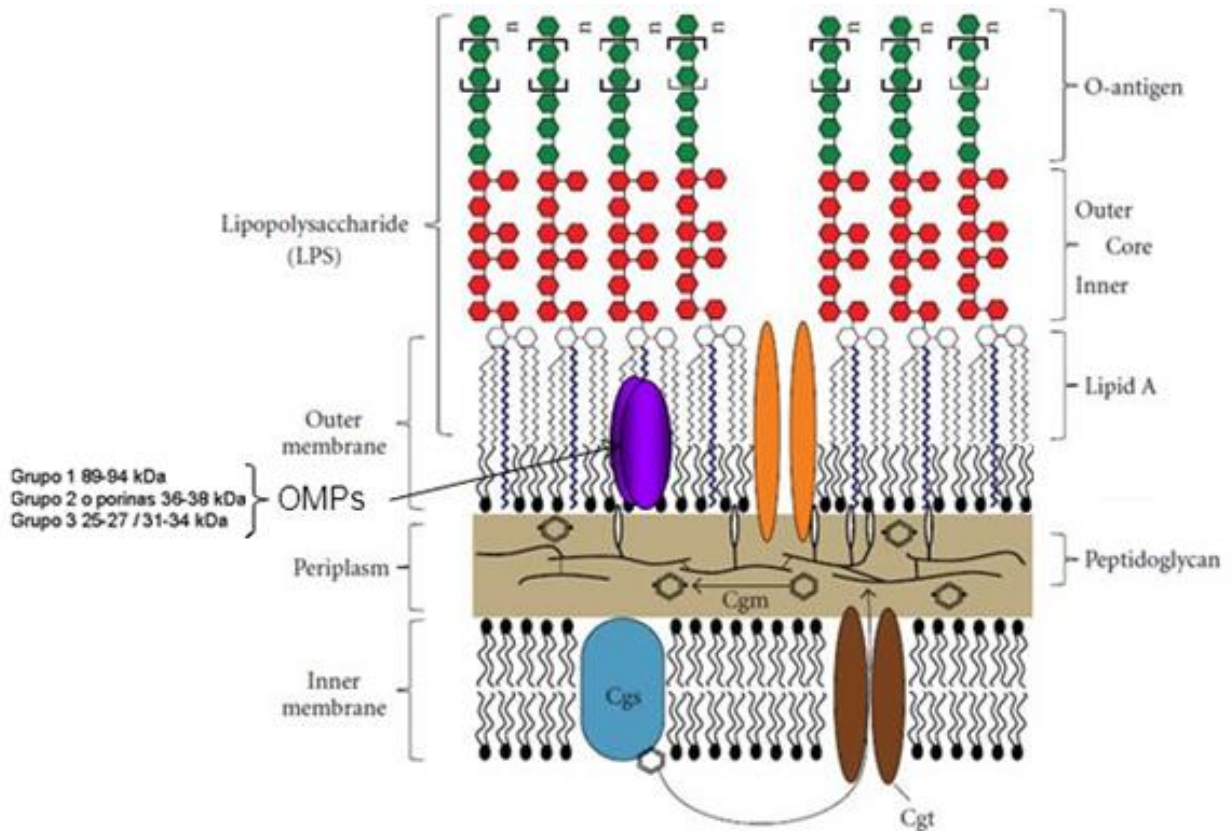 n n n n n n n
O-antigen
Lipopolysaccharide
(LPS)
Outer
Core
Inner
Lipid A
Outer
membrane
Grupo 1 89-94 kDa
Grupo 2 o porinas 36-38 kDa
Grupo 3 25-27 / 31-34 kDa
OMPs
Periplasm
Peptidoglycan
Cgm
Inner
membrane
Cgs
Cgt